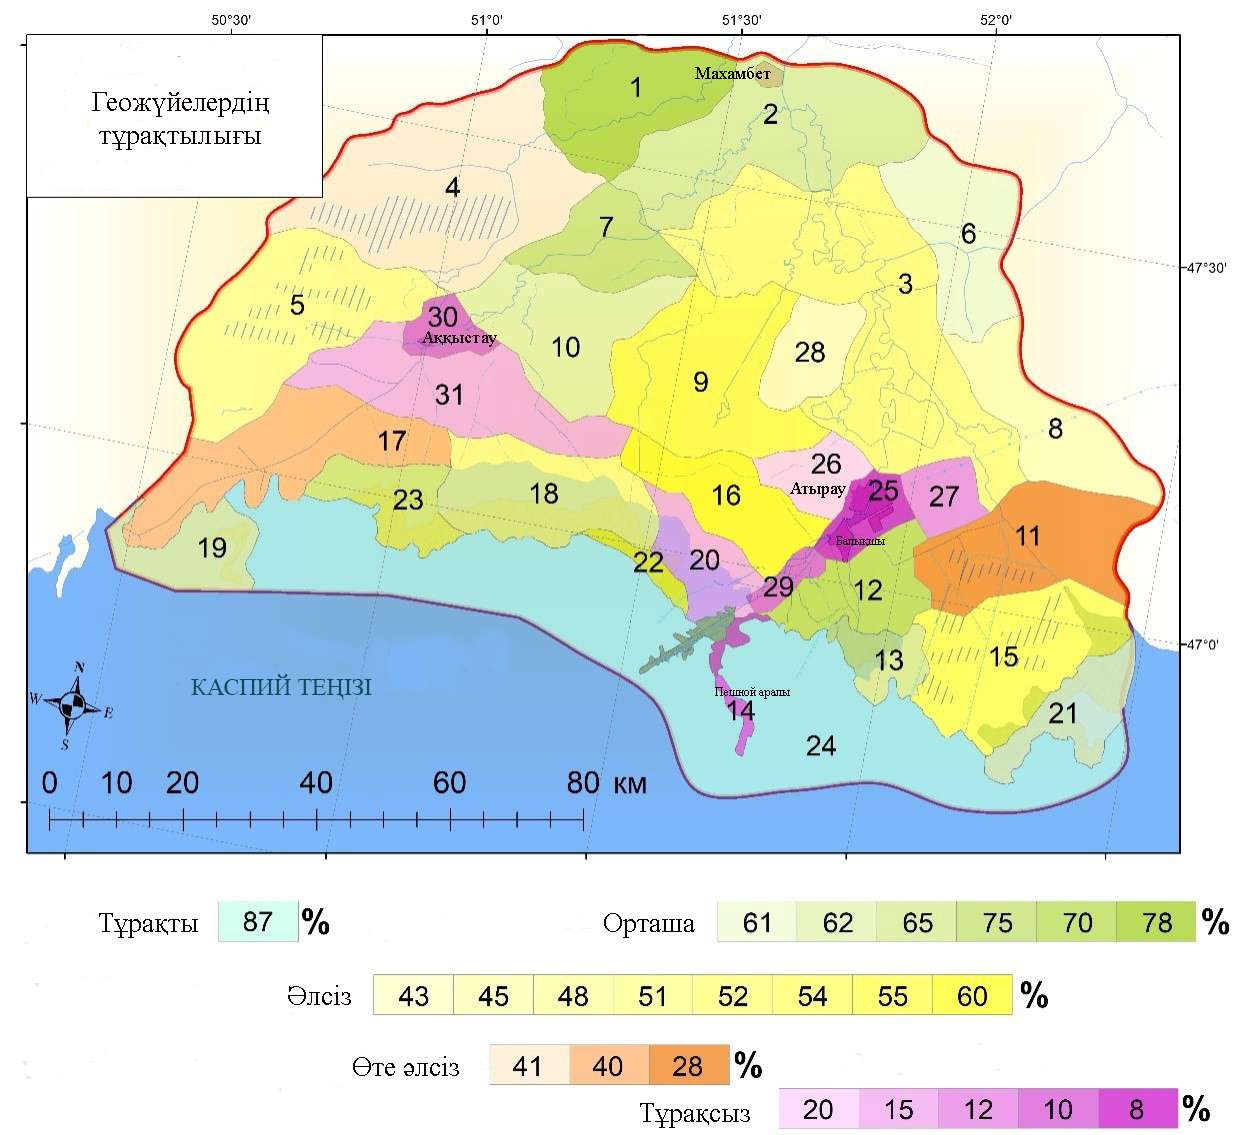 50°30' 51°0' 51°30' 52°0'
Геожүйелердің
тұрақтылығы
1
Махамбет
2
4
7
6
47°30'
3
5
30
Аққыстау
10
28
9
31
8
17
26
Атырау
25
27
23
18
16
11
Балықшы
19
22
20
29
12
47°0'
13
15
N
W E
S
КАСПИЙ ТЕҢІЗІ
Пешной аралы
14
21
24
0 10 20 40 60 80 км
Тұрақты 87 %
Орташа 61 62 65 75 70 78 %
Әлсіз 43 45 48 51 52 54 55 60 %
Өте әлсіз 41 40 28 %
Тұрақсыз 20 15 12 10 8 %